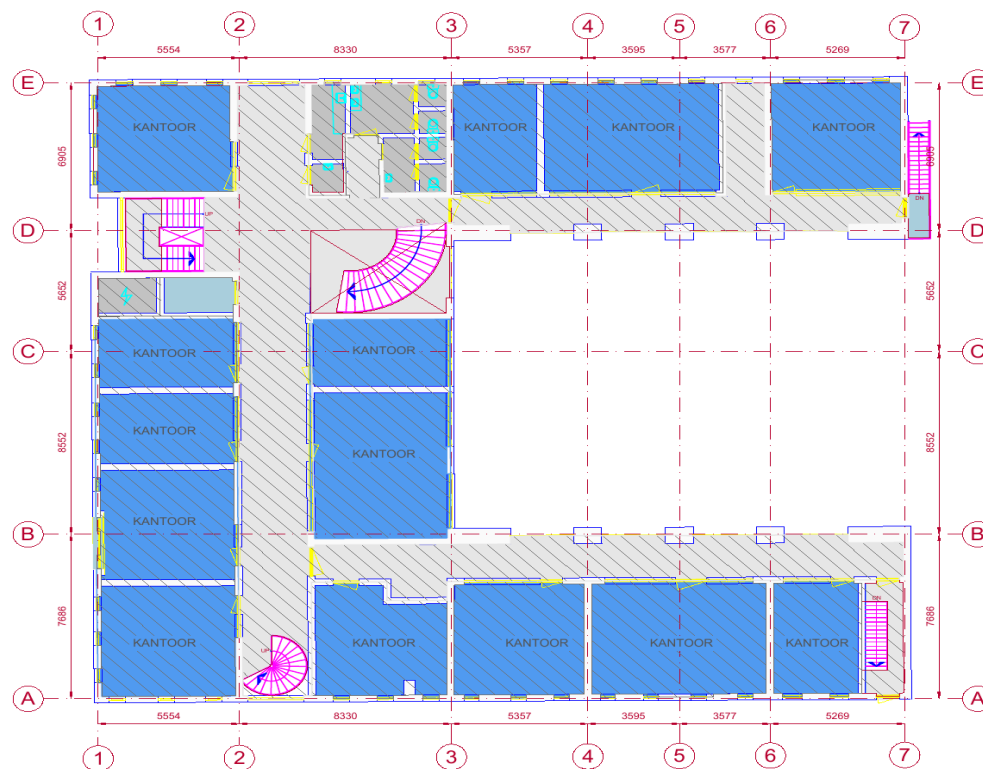 1 2 3 4 5 6 7
5554 8330 5357 3595 3577 5269
E E
KANTOOR KANTOOR KANTOOR KANTOOR
6905 6905
DN
UP DN
D D
5652 5652
KANTOOR KANTOOR
C C
KANTOOR
8552 KANTOOR 8552
KANTOOR
B B
DN
7686 KANTOOR KANTOOR KANTOOR KANTOOR KANTOOR 7686
UP
A A
5554 8330 5357 3595 3577 5269
1 2 3 4 5 6 7